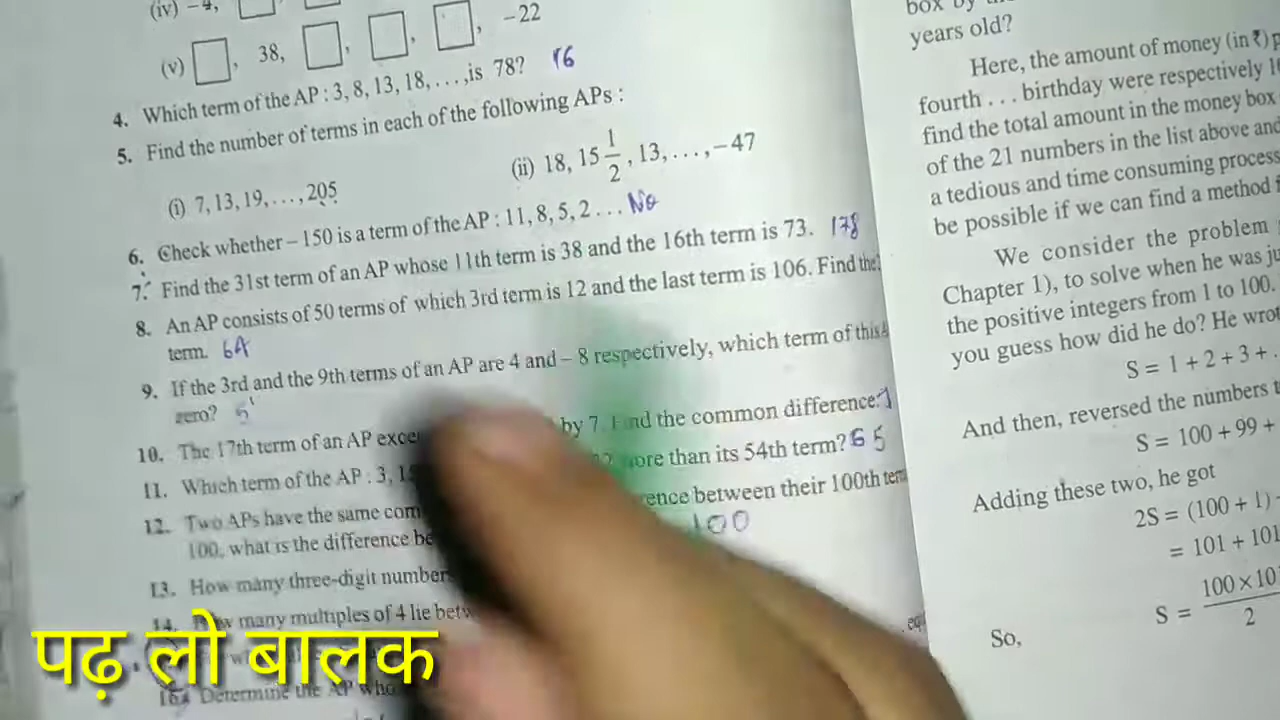 (iv) −4,
(v) , 38, , , , −22
4. Which term of the AP : 3, 8, 13, 18, . . . ,is 78? 16
5. Find the number of terms in each of the following APs :
(i) 7, 13, 19, . . . , 205 (ii) 18, 15 1/2 , 13, . . . , −47
6. Check whether – 150 is a term of the AP : 11, 8, 5, 2 . . . No
7. Find the 31st term of an AP whose 11th term is 38 and the 16th term is 73. 178
8. An AP consists of 50 terms of which 3rd term is 12 and the last term is 106. Find the
term. 64
9. If the 3rd and the 9th terms of an AP are 4 and – 8 respectively, which term of this
zero? 5
10. The 17th term of an AP by 7. Find the common difference. 1
11. Which term of the AP : 3, more than its 54th term? 65
12. Two APs have the same between their 100th
100, what is the difference 100
13. How many three-digit
14. How many multiples of 4 lie
16. Determine the AP
पढ़ लो बालक
box by
years old?
Here, the amount of money (in ₹)
fourth . . . birthday were respectively
find the total amount in the money box
of the 21 numbers in the list above and
a tedious and time consuming process
be possible if we can find a method
We consider the problem
Chapter 1), to solve when he was
the positive integers from 1 to 100.
you guess how did he do? He
S = 1 + 2 + 3 +
And then, reversed the numbers
S = 100 + 99 +
Adding these two, he got
2S = (100 + 1)
= 101 + 101
S = 100 × 10 / 2
So,